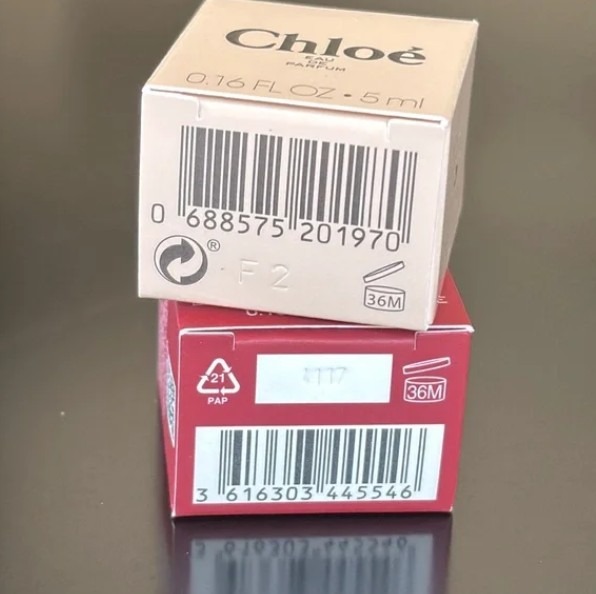 Chloé
EAU
DE
PARFUM
0.16 FL OZ • 5 ml
0 688575 201970
®
F 2
36M
21
PAP
36M
3 616303 445546